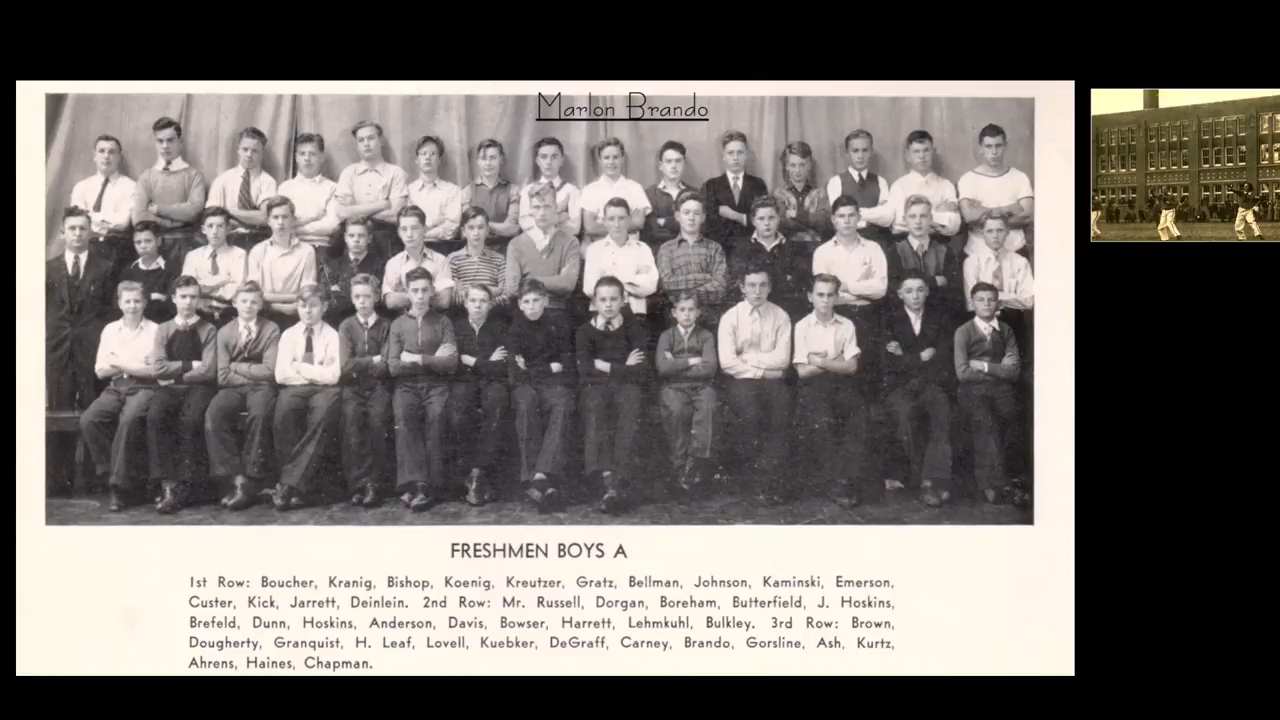 Marlon Brando
FRESHMEN BOYS A
1st Row: Boucher, Kranig, Bishop, Koenig, Kreutzer, Gratz, Bellman, Johnson, Kaminski, Emerson,
Custer, Kick, Jarrett, Deinlein. 2nd Row: Mr. Russell, Dorgan, Boreham, Butterfield, J. Hoskins,
Brefeld, Dunn, Hoskins, Anderson, Davis, Bowser, Harrett, Lehmkuhl, Bulkley. 3rd Row: Brown,
Dougherty, Granquist, H. Leaf, Lovell, Kuebker, DeGraff, Carney, Brando, Gorsline, Ash, Kurtz,
Ahrens, Haines, Chapman.